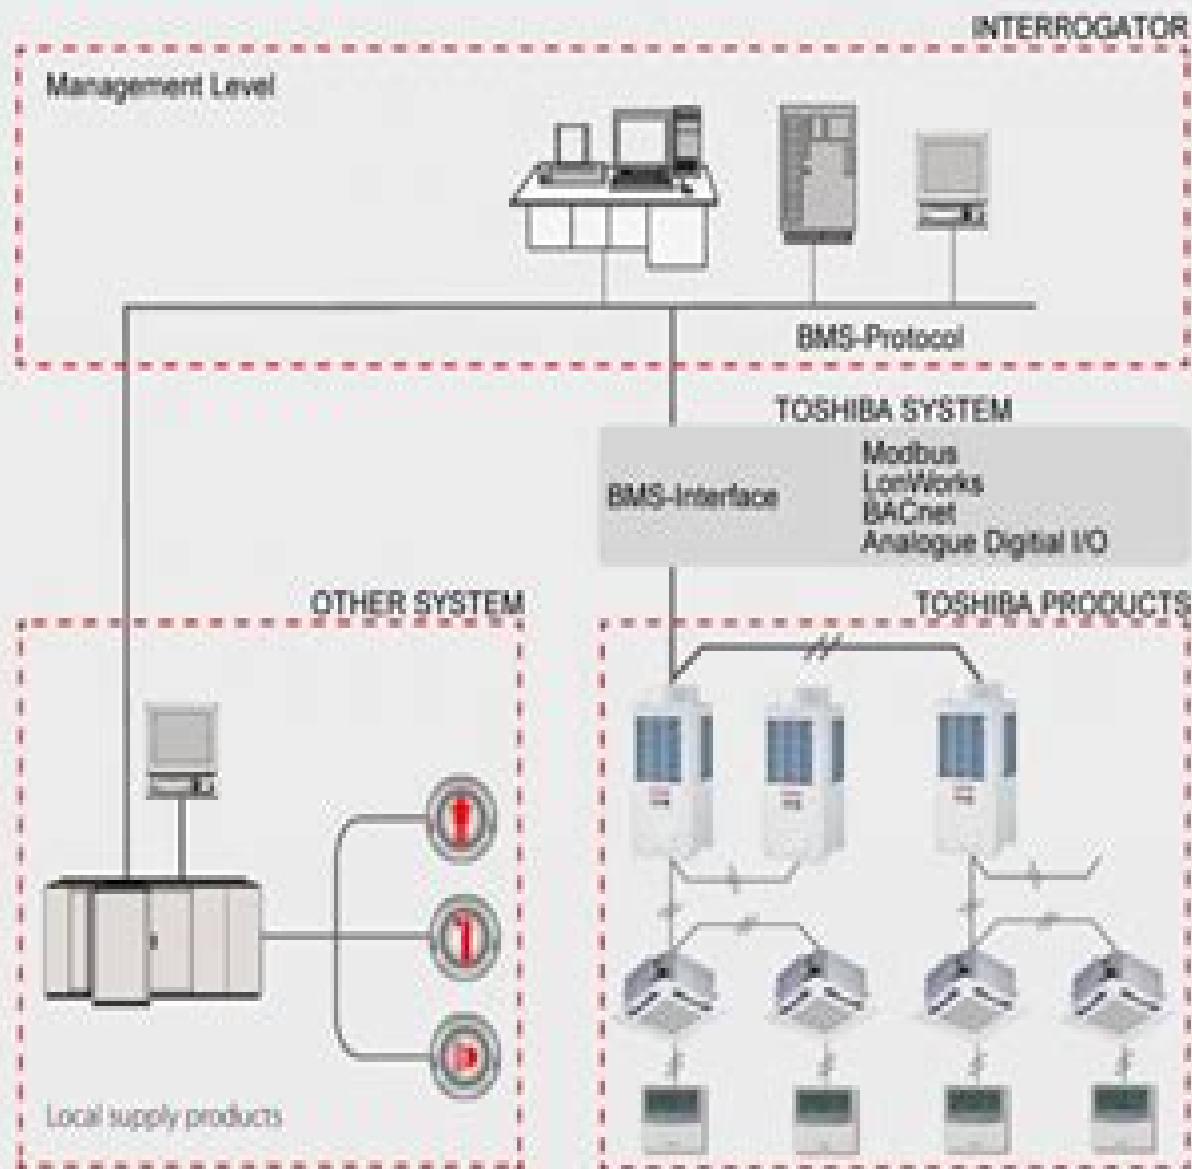 INTERROGATOR
Management Level
BMS-Protocol
TOSHIBA SYSTEM
BMS-Interface
Modbus
LonWorks
BACnet
Analogue Digitial I/O
OTHER SYSTEM
TOSHIBA PRODUCTS
Local supply products